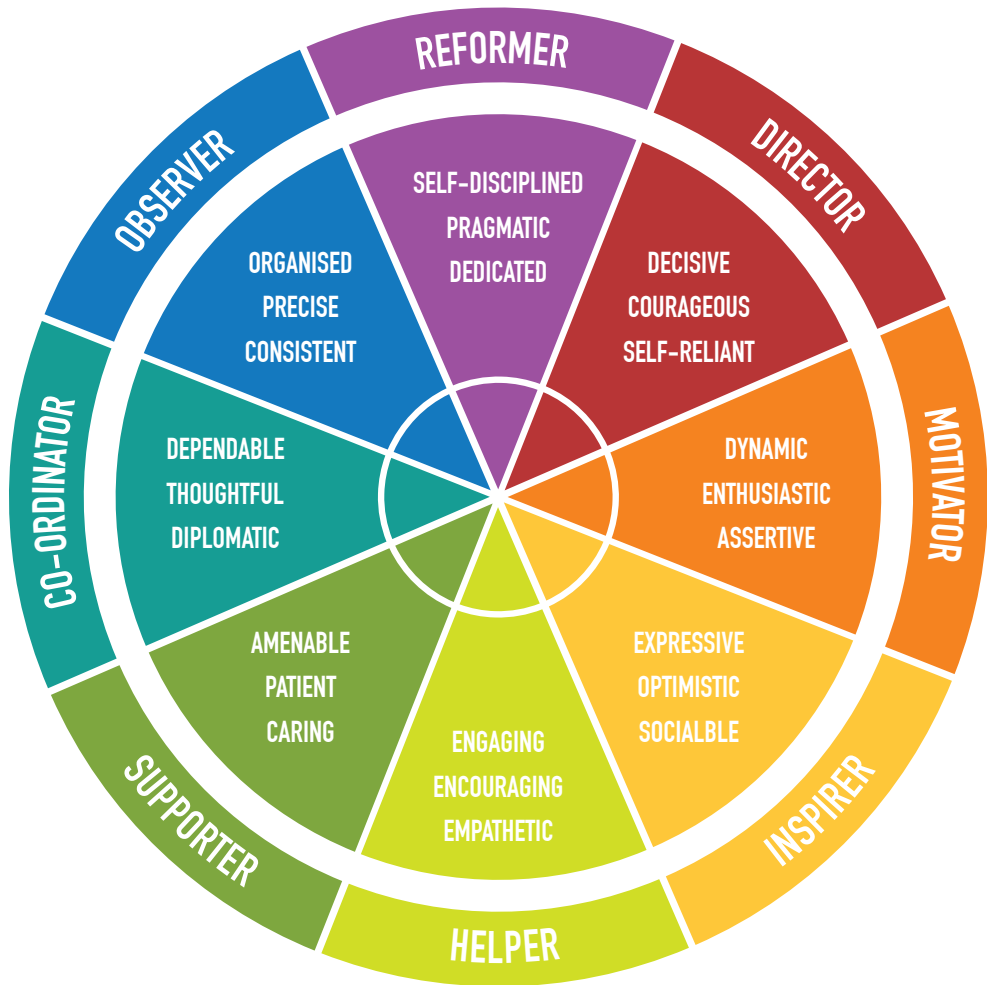 REFORMER
SELF-DISCIPLINED
PRAGMATIC
DEDICATED
DIRECTOR
DECISIVE
COURAGEOUS
SELF-RELIANT
MOTIVATOR
DYNAMIC
ENTHUSIASTIC
ASSERTIVE
INSPIRER
EXPRESSIVE
OPTIMISTIC
SOCIALBLE
HELPER
ENGAGING
ENCOURAGING
EMPATHETIC
SUPPORTER
AMENABLE
PATIENT
CARING
CO-ORDINATOR
DEPENDABLE
THOUGHTFUL
DIPLOMATIC
OBSERVER
ORGANISED
PRECISE
CONSISTENT